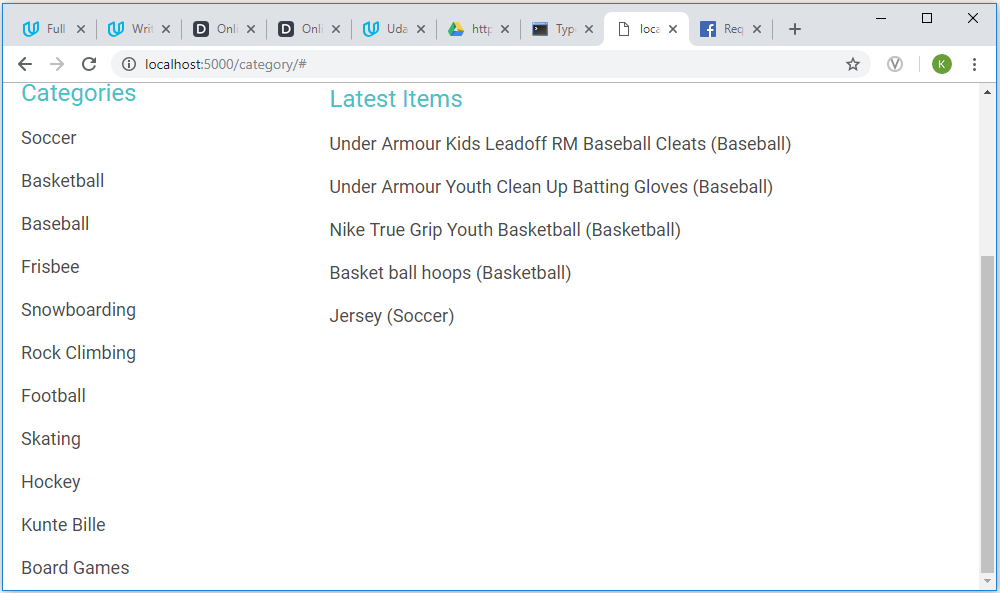 Full
Writ
Onli
Onli
Uda
http
Type
loca
Req
localhost:5000/category/#
K
Categories
Soccer
Basketball
Baseball
Frisbee
Snowboarding
Rock Climbing
Football
Skating
Hockey
Kunte Bille
Board Games
Latest Items
Under Armour Kids Leadoff RM Baseball Cleats (Baseball)
Under Armour Youth Clean Up Batting Gloves (Baseball)
Nike True Grip Youth Basketball (Basketball)
Basket ball hoops (Basketball)
Jersey (Soccer)